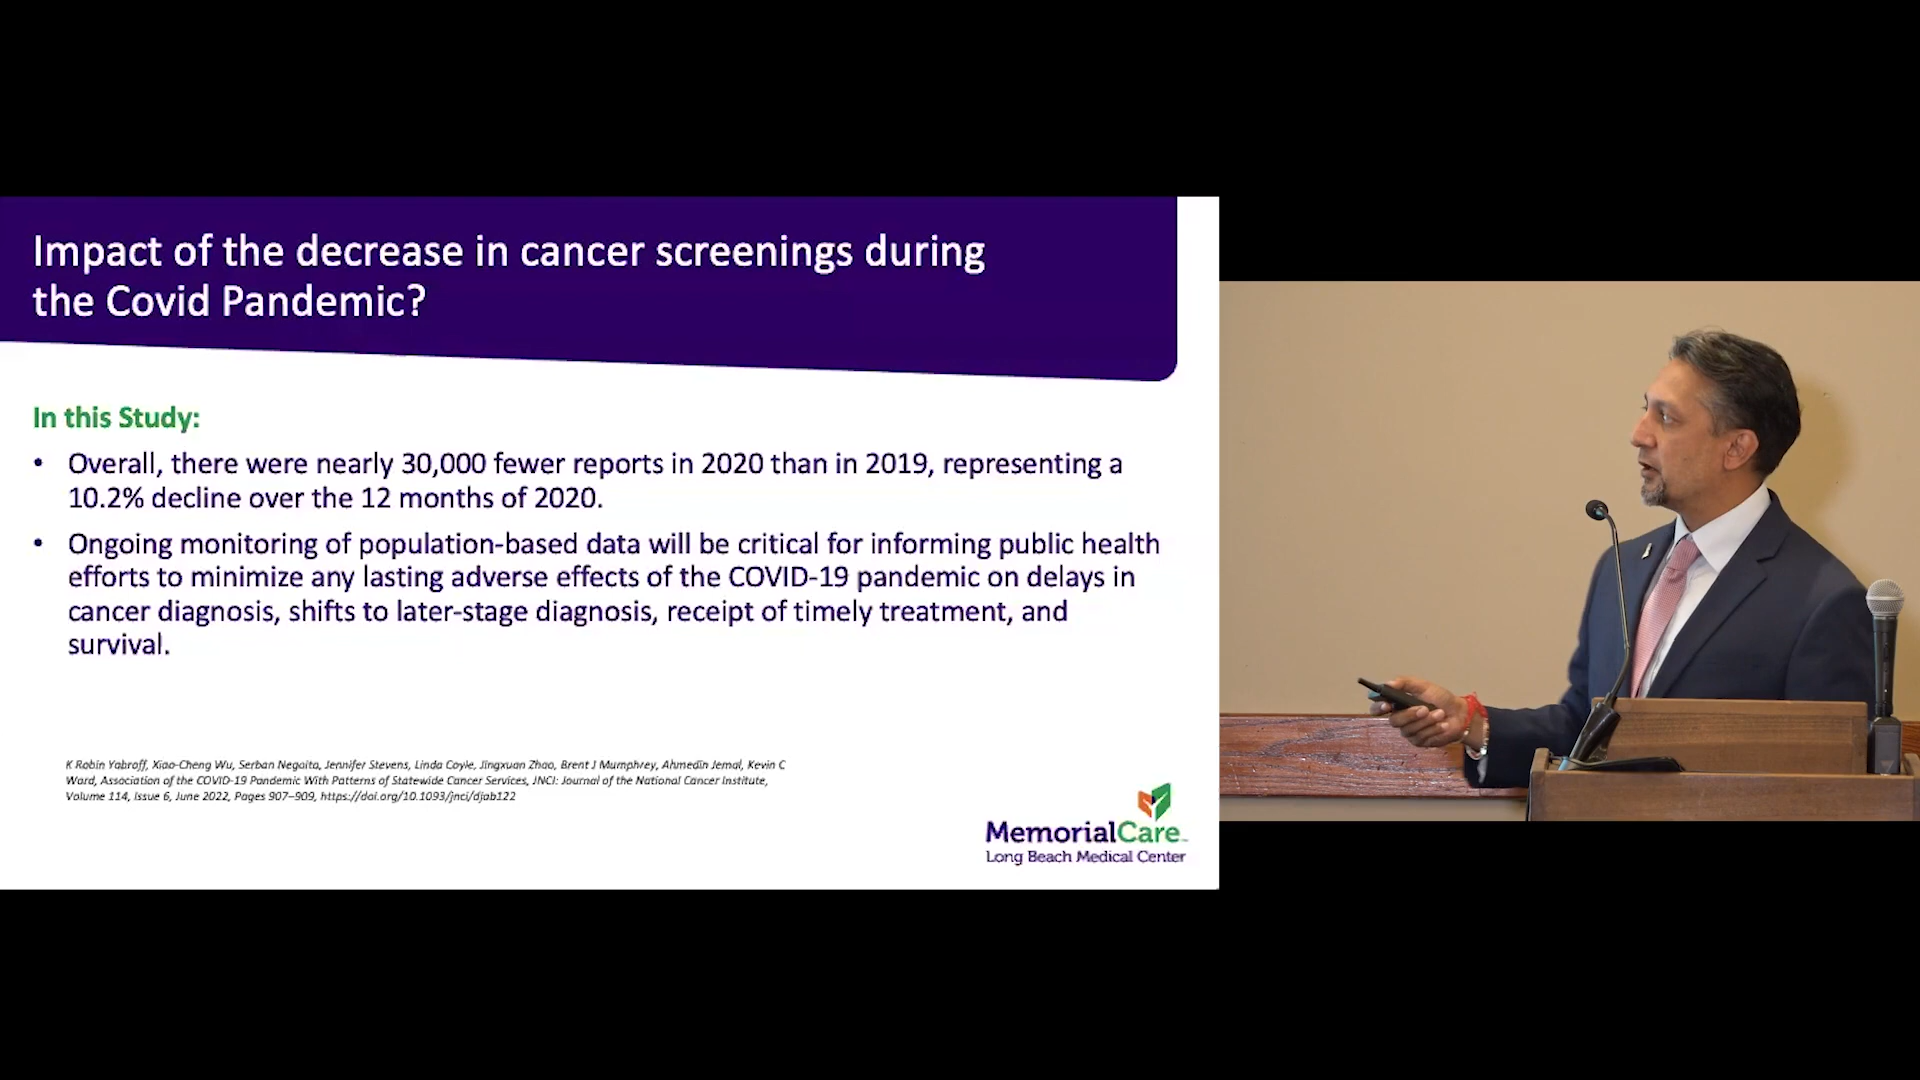 Impact of the decrease in cancer screenings during
the Covid Pandemic?
In this Study:
• Overall, there were nearly 30,000 fewer reports in 2020 than in 2019, representing a
10.2% decline over the 12 months of 2020.
• Ongoing monitoring of population-based data will be critical for informing public health
efforts to minimize any lasting adverse effects of the COVID-19 pandemic on delays in
cancer diagnosis, shifts to later-stage diagnosis, receipt of timely treatment, and
survival.
K Robin Yabroff, Xiao-Cheng Wu, Serban Negoita, Jennifer Stevens, Linda Coyle, Jingxuan Zhao, Brent J Mumphrey, Ahmedin Jemal, Kevin C
Ward, Association of the COVID-19 Pandemic With Patterns of Statewide Cancer Services, JNCI: Journal of the National Cancer Institute,
Volume 114, Issue 6, June 2022, Pages 907–909, https://doi.org/10.1093/jnci/djab122
MemorialCare
Long Beach Medical Center